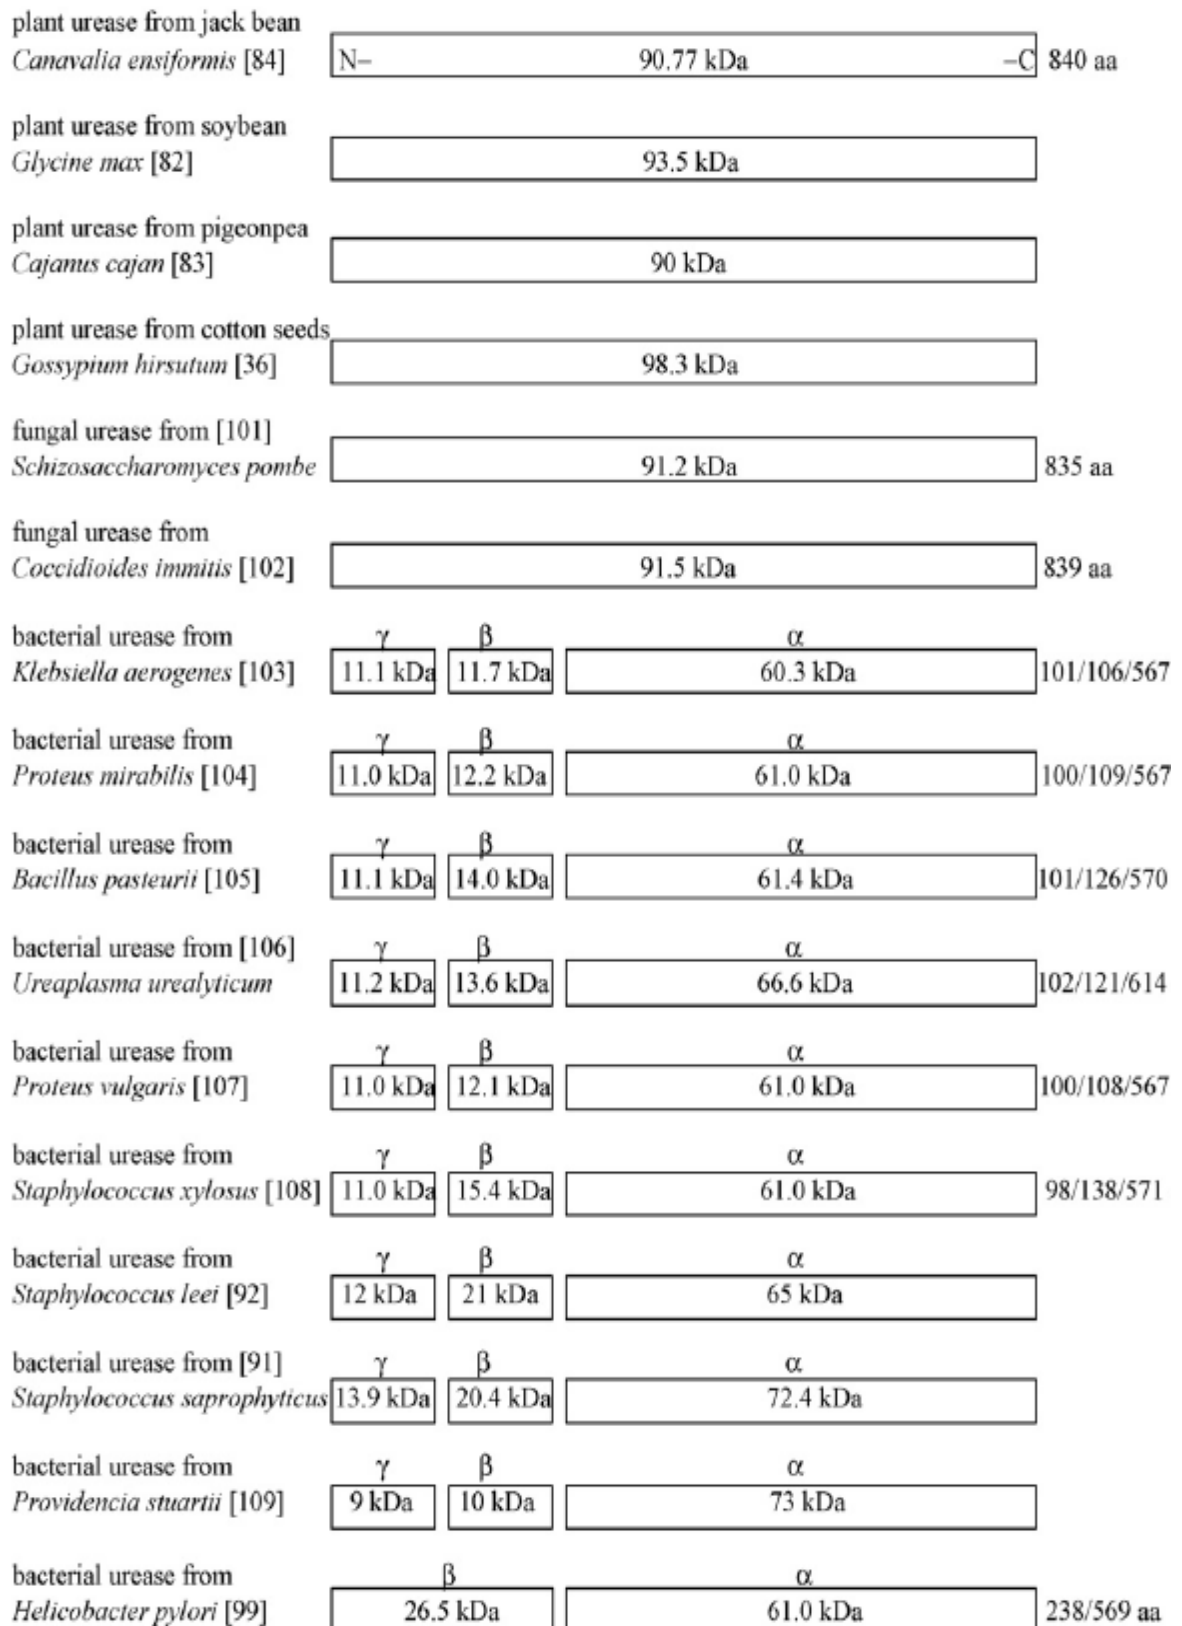 plant urease from jack bean
Canavalia ensiformis [84] N– 90.77 kDa –C 840 aa
plant urease from soybean
Glycine max [82] 93.5 kDa
plant urease from pigeonpea
Cajanus cajan [83] 90 kDa
plant urease from cotton seeds
Gossypium hirsutum [36] 98.3 kDa
fungal urease from [101]
Schizosaccharomyces pombe 91.2 kDa 835 aa
fungal urease from
Coccidioides immitis [102] 91.5 kDa 839 aa
bacterial urease from γ β α
Klebsiella aerogenes [103] 11.1 kDa 11.7 kDa 60.3 kDa 101/106/567
bacterial urease from γ β α
Proteus mirabilis [104] 11.0 kDa 12.2 kDa 61.0 kDa 100/109/567
bacterial urease from γ β α
Bacillus pasteurii [105] 11.1 kDa 14.0 kDa 61.4 kDa 101/126/570
bacterial urease from [106] γ β α
Ureaplasma urealyticum 11.2 kDa 13.6 kDa 66.6 kDa 102/121/614
bacterial urease from γ β α
Proteus vulgaris [107] 11.0 kDa 12.1 kDa 61.0 kDa 100/108/567
bacterial urease from γ β α
Staphylococcus xylosus [108] 11.0 kDa 15.4 kDa 61.0 kDa 98/138/571
bacterial urease from γ β α
Staphylococcus leei [92] 12 kDa 21 kDa 65 kDa
bacterial urease from [91] γ β α
Staphylococcus saprophyticus 13.9 kDa 20.4 kDa 72.4 kDa
bacterial urease from γ β α
Providencia stuartii [109] 9 kDa 10 kDa 73 kDa
bacterial urease from β α
Helicobacter pylori [99] 26.5 kDa 61.0 kDa 238/569 aa